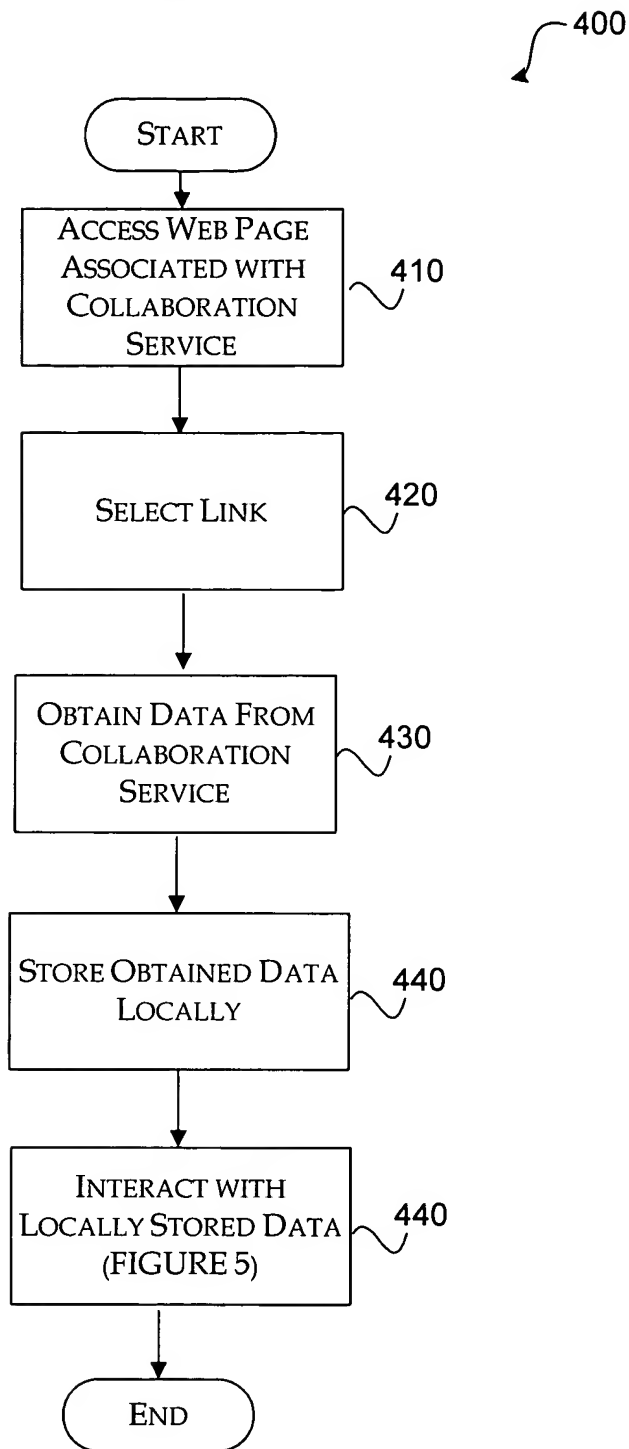 400
START
ACCESS WEB PAGE
ASSOCIATED WITH
COLLABORATION
SERVICE
410
SELECT LINK
420
OBTAIN DATA FROM
COLLABORATION
SERVICE
430
STORE OBTAINED DATA
LOCALLY
440
INTERACT WITH
LOCALLY STORED DATA
(FIGURE 5)
440
END